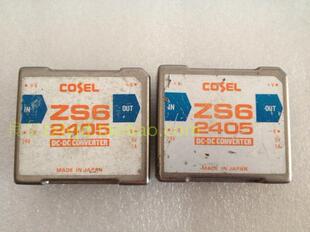 COSEL
ZS6
2405
DC-DC CONVERTER
MADE IN JAPAN
IN
OUT
COSEL
ZS6
2405
DC-DC CONVERTER
MADE IN JAPAN
IN
OUT